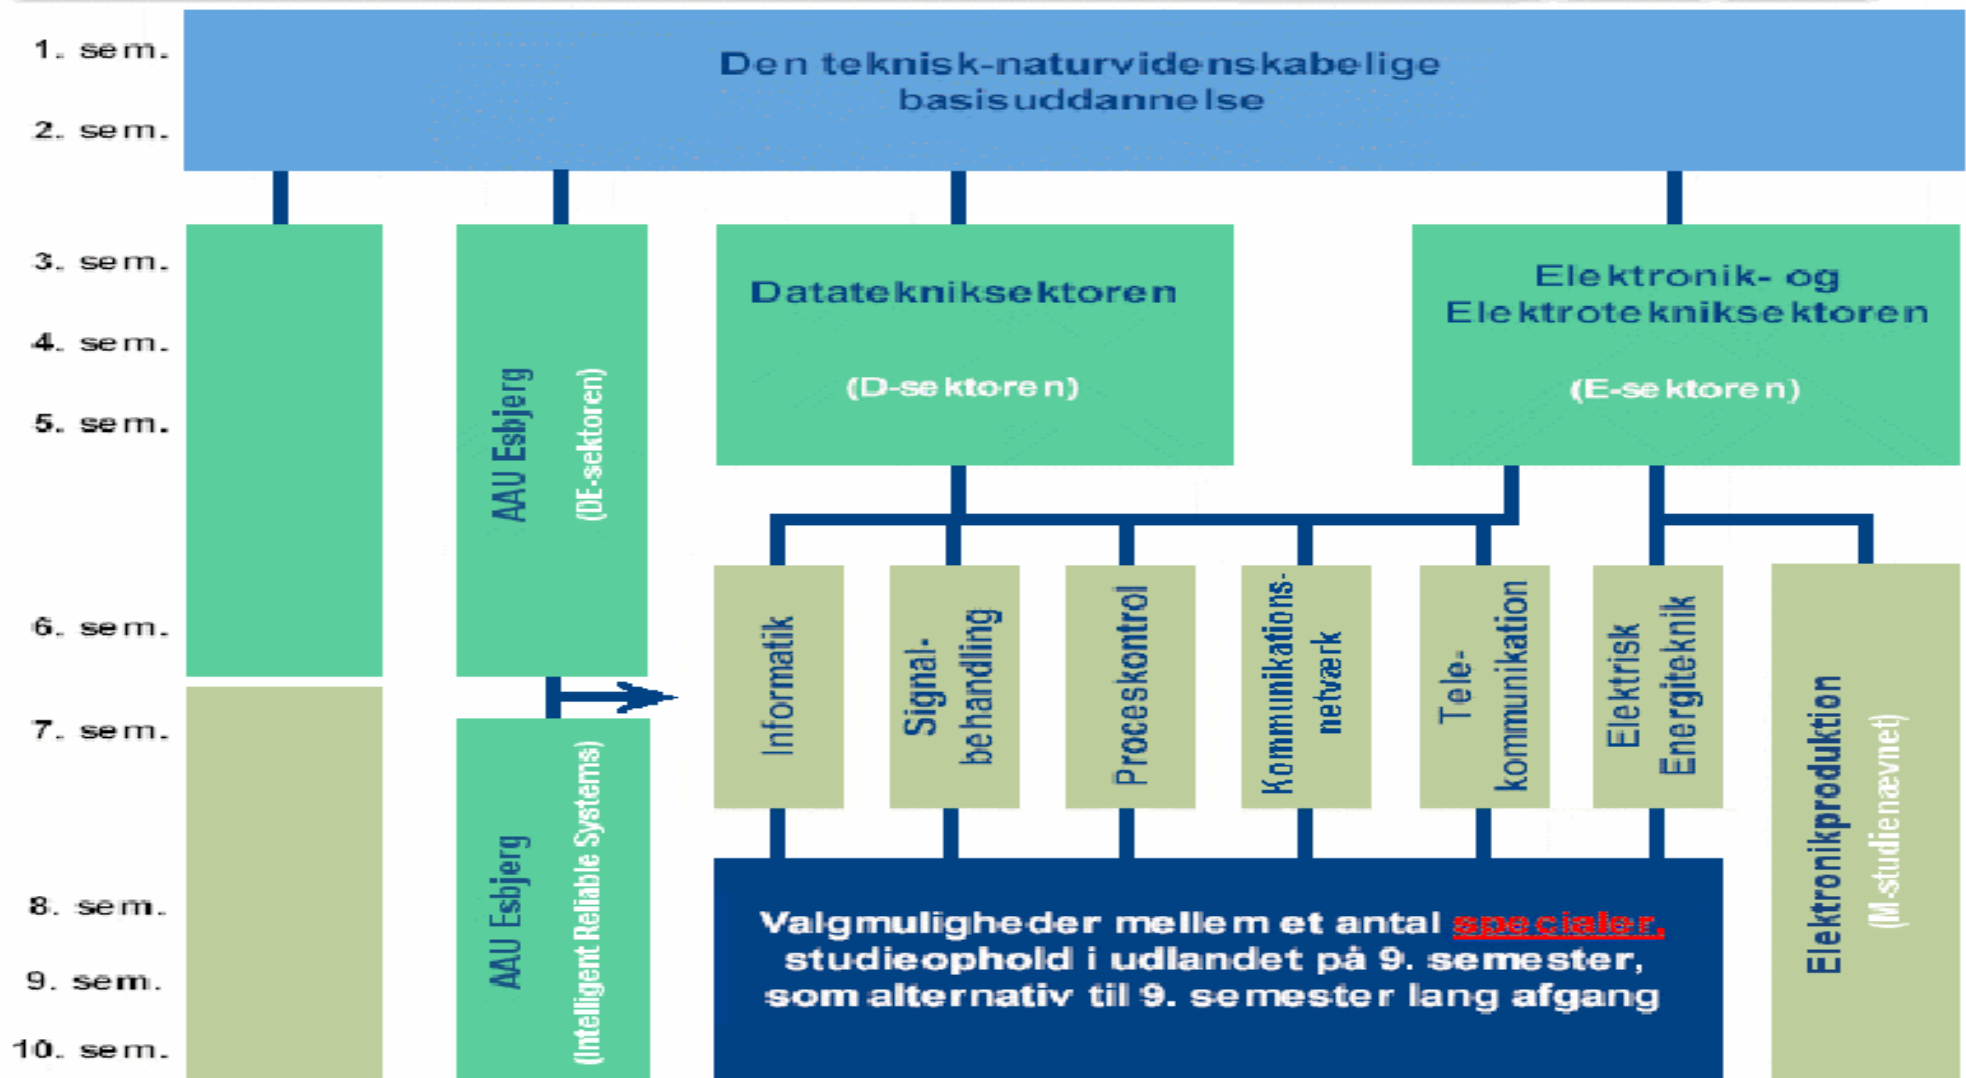 1. sem.
2. sem.
Den teknisk-naturvidenskabelige
basisuddannelse
3. sem.
4. sem.
5. sem.
6. sem.
7. sem.
8. sem.
9. sem.
10. sem.
AAU Esbjerg
(DE-sektoren)
AAU Esbjerg
(Intelligent Reliable Systems)
Datatekniksektoren
(D-sektoren)
Elektronik- og
Elektrotekniksektoren
(E-sektoren)
Informatik
Signal-
behandling
Proceskontrol
Kommunikations-
netværk
Tele-
kommunikation
Elektrisk
Energiteknik
Elektronikproduktion
(M-studienævnet)
Valgmuligheder mellem et antal specialer,
studieophold i udlandet på 9. semester,
som alternativ til 9. semester lang afgang